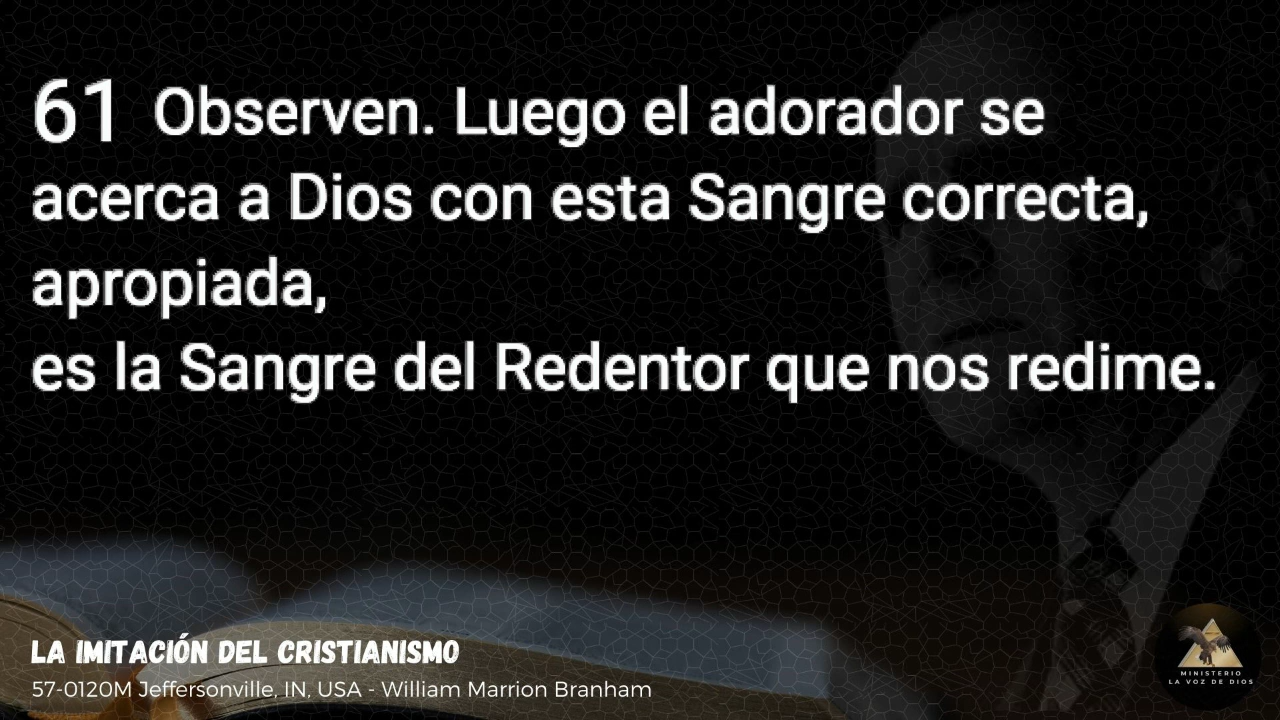 61 Observen. Luego el adorador se
acerca a Dios con esta Sangre correcta,
apropiada,
es la Sangre del Redentor que nos redime.
LA IMITACIÓN DEL CRISTIANISMO
57-0120M Jeffersonville, IN, USA - William Marrion Branham
MINISTERIO
LA VOZ DE DIOS